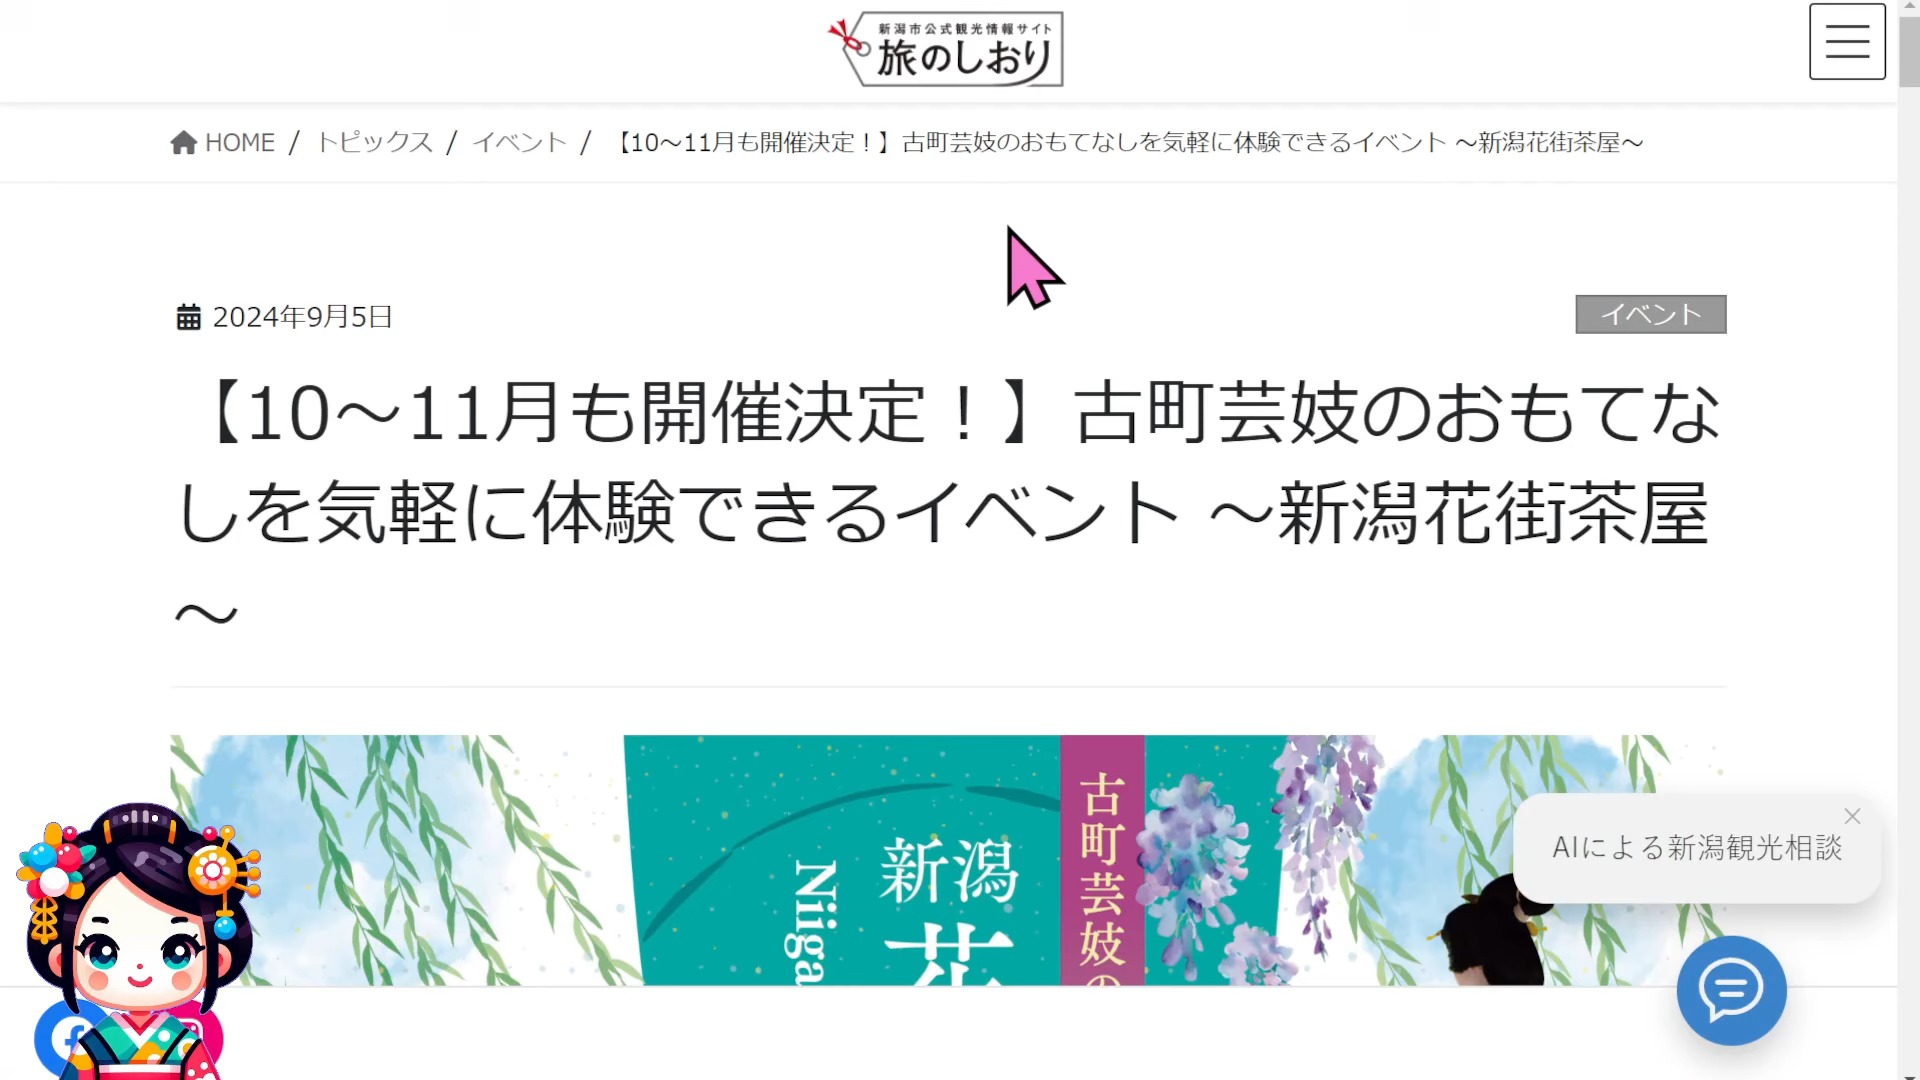 新潟市公式観光情報サイト
旅のしおり
HOME / トピックス / イベント / 【10～11月も開催決定！】古町芸妓のおもてなしを気軽に体験できるイベント ～新潟花街茶屋～
2024年9月5日
イベント
【10～11月も開催決定！】古町芸妓のおもてな
しを気軽に体験できるイベント ～新潟花街茶屋
～
新潟
花
Niiga
古町芸妓の
AIによる新潟観光相談